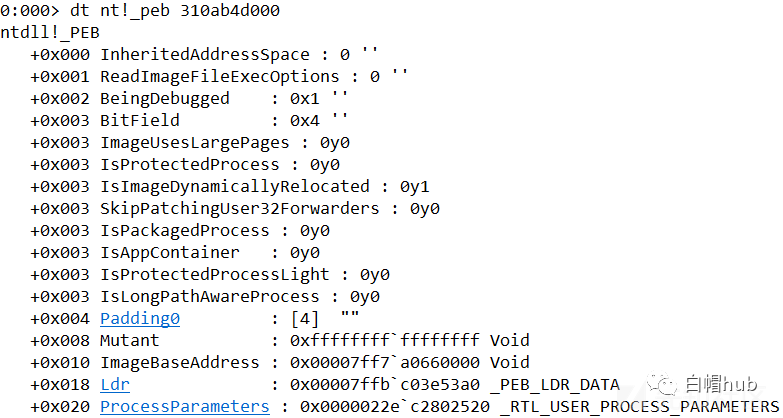 0:000> dt nt!_peb 310ab4d000
ntdll!_PEB
+0x000 InheritedAddressSpace : 0 ''
+0x001 ReadImageFileExecOptions : 0 ''
+0x002 BeingDebugged : 0x1 ''
+0x003 BitField : 0x4 ''
+0x003 ImageUsesLargePages : 0y0
+0x003 IsProtectedProcess : 0y0
+0x003 IsImageDynamicallyRelocated : 0y1
+0x003 SkipPatchingUser32Forwarders : 0y0
+0x003 IsPackagedProcess : 0y0
+0x003 IsAppContainer : 0y0
+0x003 IsProtectedProcessLight : 0y0
+0x003 IsLongPathAwareProcess : 0y0
+0x004 Padding0 : [4] ""
+0x008 Mutant : 0xffffffff`ffffffff Void
+0x010 ImageBaseAddress : 0x00007ff7`a0660000 Void
+0x018 Ldr : 0x00007ffb`c03e53a0 _PEB_LDR_DATA
+0x020 ProcessParameters : 0x0000022e`c2802520 _RTL_USER_PROCESS_PARAMETERS
白帽hub